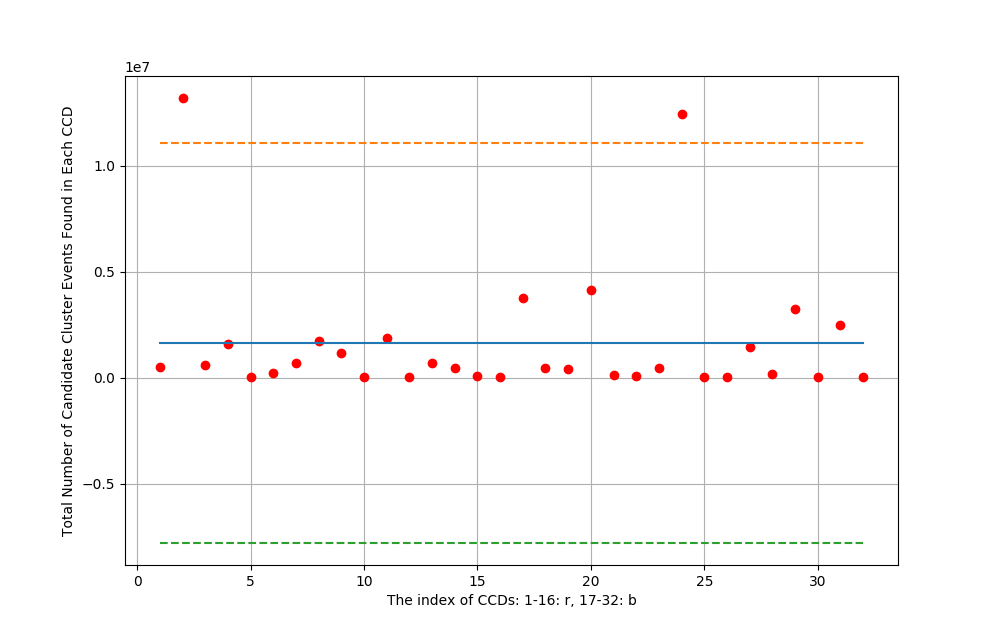 1e7
Total Number of Candidate Cluster Events Found in Each CCD
1.0
0.5
0.0
−0.5
0 5 10 15 20 25 30
The index of CCDs: 1-16: r, 17-32: b